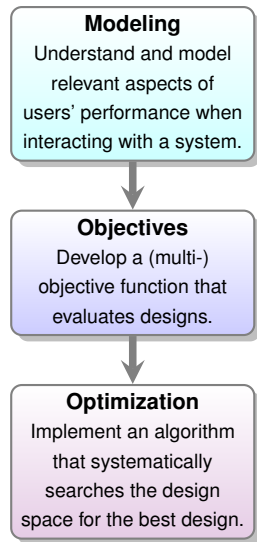 Modeling
Understand and model
relevant aspects of
users’ performance when
interacting with a system.
Objectives
Develop a (multi-)
objective function that
evaluates designs.
Optimization
Implement an algorithm
that systematically
searches the design
space for the best design.